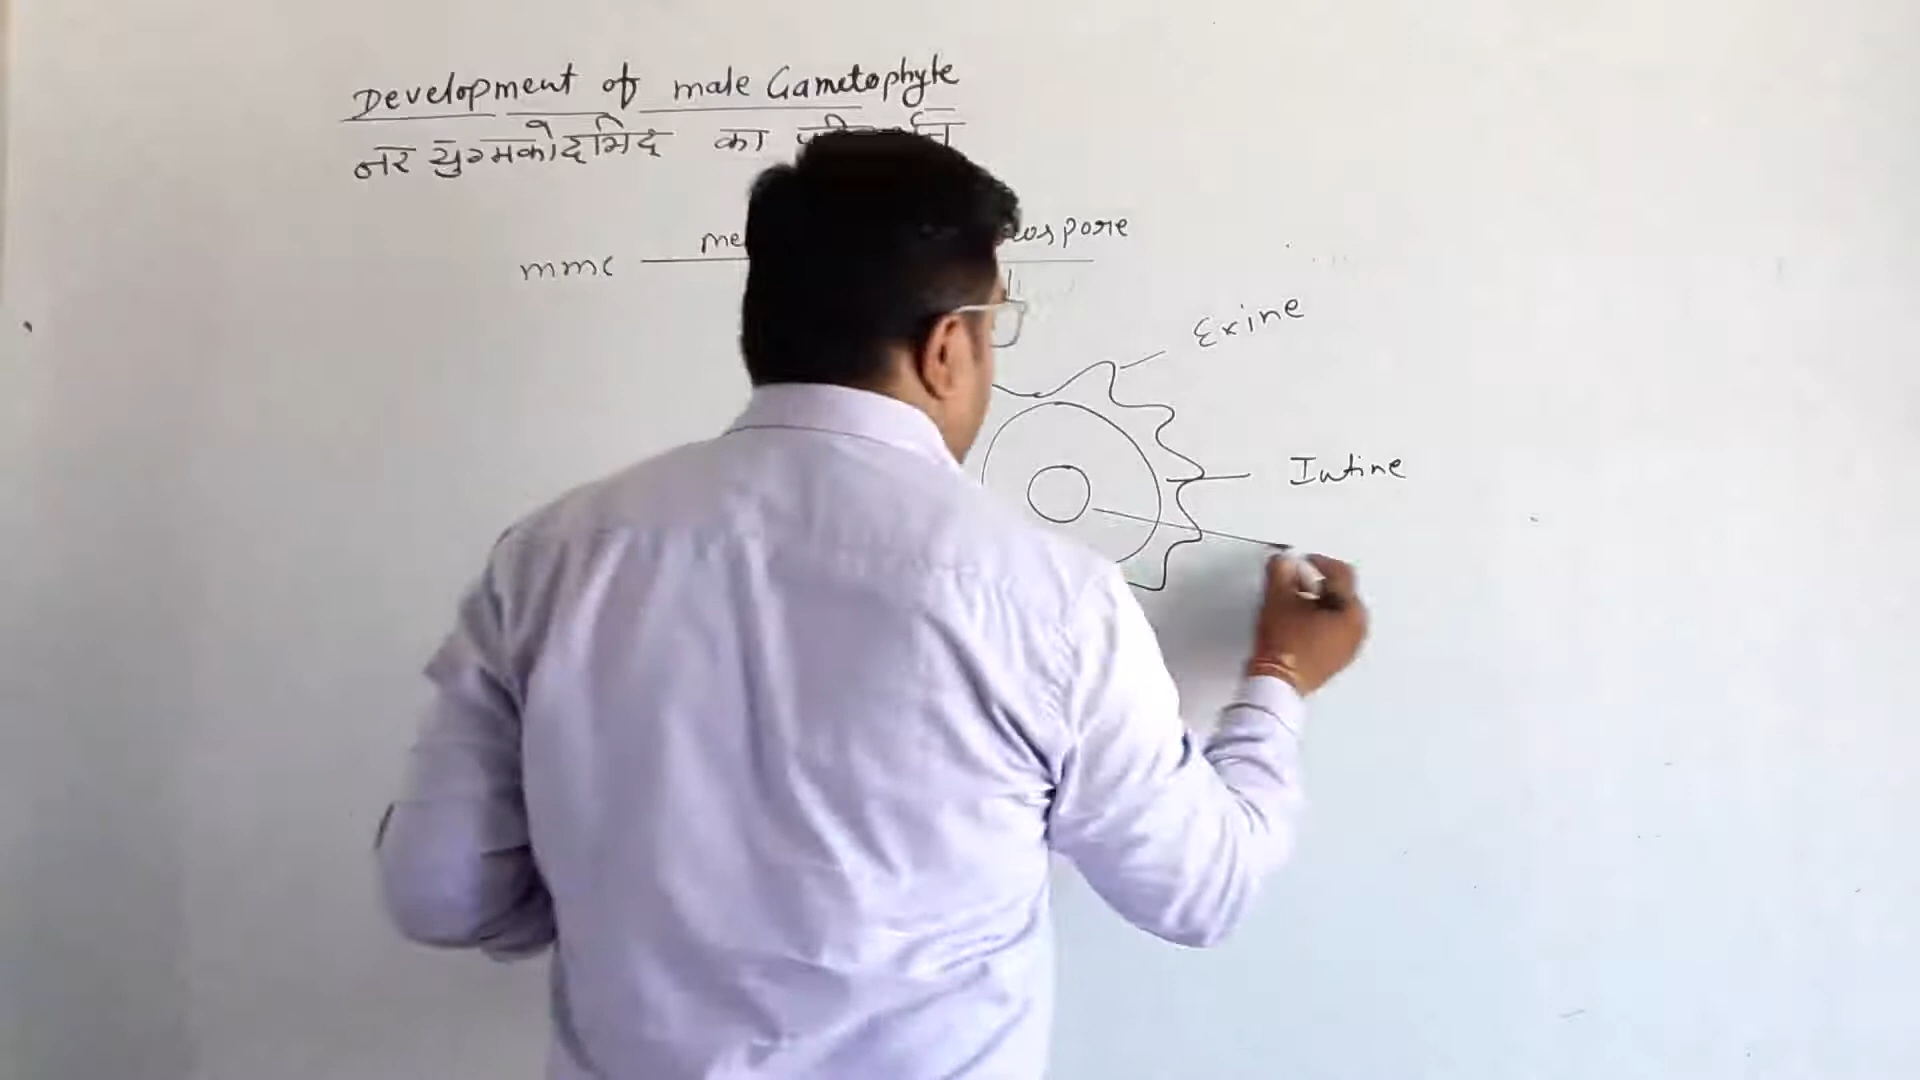 Development of male Gametophyte
नर युग्मकोद्भिद का
mmc
Exine
Intine